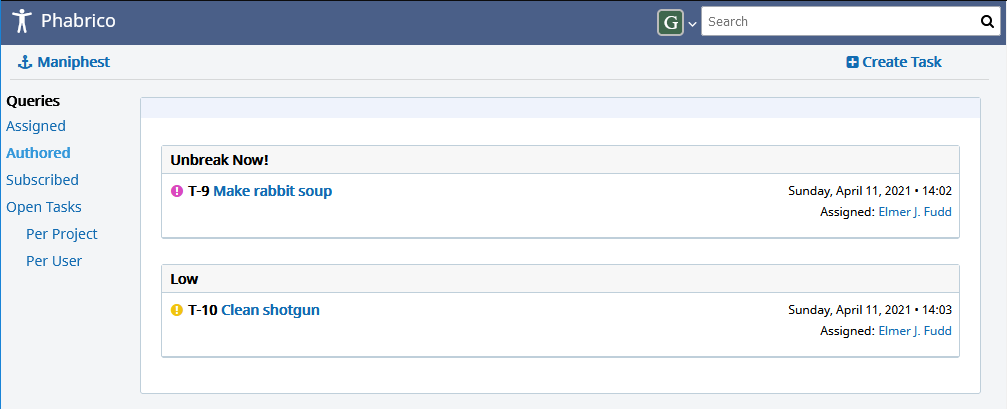 Phabrico
G
Search
Maniphest
Create Task
Queries
Assigned
Authored
Subscribed
Open Tasks
Per Project
Per User
Unbreak Now!
T-9 Make rabbit soup
Sunday, April 11, 2021 • 14:02
Assigned: Elmer J. Fudd
Low
T-10 Clean shotgun
Sunday, April 11, 2021 • 14:03
Assigned: Elmer J. Fudd